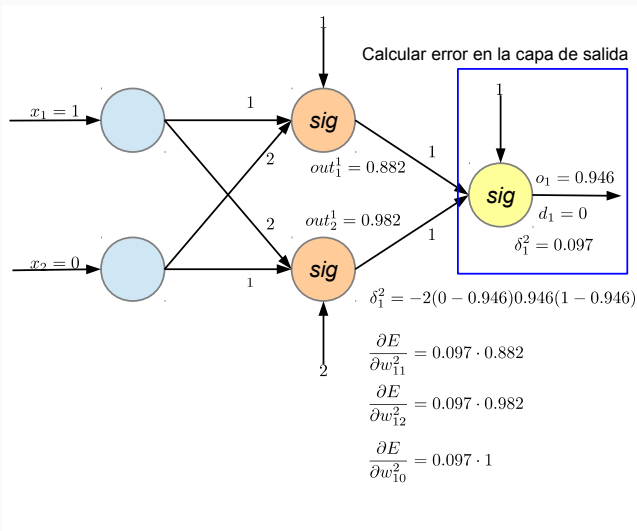 1
Calcular error en la capa de salida
x₁ = 1
1
sig
1
2
out¹₁ = 0.882
1
sig
o₁ = 0.946
d₁ = 0
δ²₁ = 0.097
2
out¹₂ = 0.982
1
x₂ = 0
1
sig
2
δ²₁ = −2(0 − 0.946)0.946(1 − 0.946)
∂E/∂w²₁₁ = 0.097 · 0.882
∂E/∂w²₁₂ = 0.097 · 0.982
∂E/∂w²₁₀ = 0.097 · 1